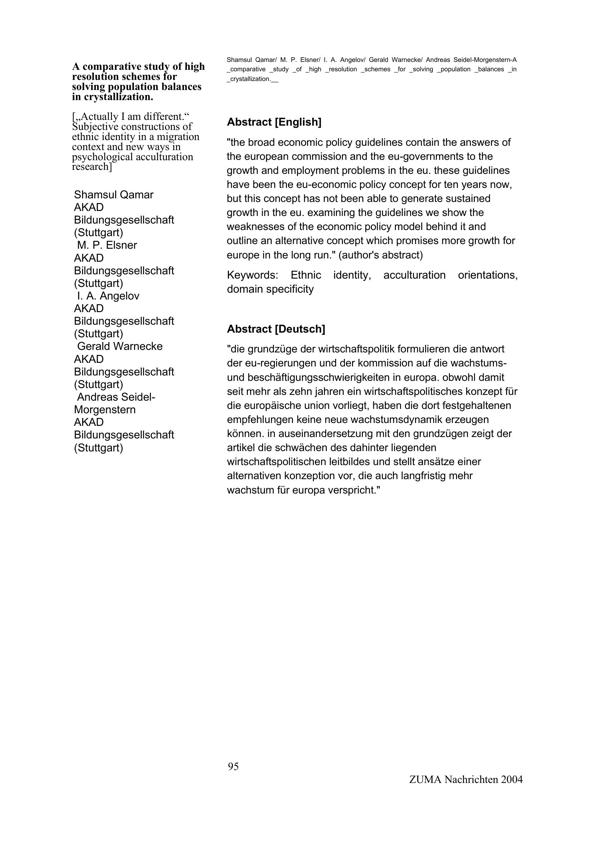 A comparative study of high
resolution schemes for
solving population balances
in crystallization.
[„Actually I am different.“
Subjective constructions of
ethnic identity in a migration
context and new ways in
psychological acculturation
research]
Shamsul Qamar
AKAD
Bildungsgesellschaft
(Stuttgart)
M. P. Elsner
AKAD
Bildungsgesellschaft
(Stuttgart)
I. A. Angelov
AKAD
Bildungsgesellschaft
(Stuttgart)
Gerald Warnecke
AKAD
Bildungsgesellschaft
(Stuttgart)
Andreas Seidel-
Morgenstern
AKAD
Bildungsgesellschaft
(Stuttgart)
Shamsul Qamar/ M. P. Elsner/ I. A. Angelov/ Gerald Warnecke/ Andreas Seidel-Morgenstern-A
_comparative _study _of _high _resolution _schemes _for _solving _population _balances _in
_crystallization.__
Abstract [English]
"the broad economic policy guidelines contain the answers of
the european commission and the eu-governments to the
growth and employment problems in the eu. these guidelines
have been the eu-economic policy concept for ten years now,
but this concept has not been able to generate sustained
growth in the eu. examining the guidelines we show the
weaknesses of the economic policy model behind it and
outline an alternative concept which promises more growth for
europe in the long run." (author's abstract)
Keywords: Ethnic identity, acculturation orientations,
domain specificity
Abstract [Deutsch]
"die grundzüge der wirtschaftspolitik formulieren die antwort
der eu-regierungen und der kommission auf die wachstums-
und beschäftigungsschwierigkeiten in europa. obwohl damit
seit mehr als zehn jahren ein wirtschaftspolitisches konzept für
die europäische union vorliegt, haben die dort festgehaltenen
empfehlungen keine neue wachstumsdynamik erzeugen
können. in auseinandersetzung mit den grundzügen zeigt der
artikel die schwächen des dahinter liegenden
wirtschaftspolitischen leitbildes und stellt ansätze einer
alternativen konzeption vor, die auch langfristig mehr
wachstum für europa verspricht."
95
ZUMA Nachrichten 2004